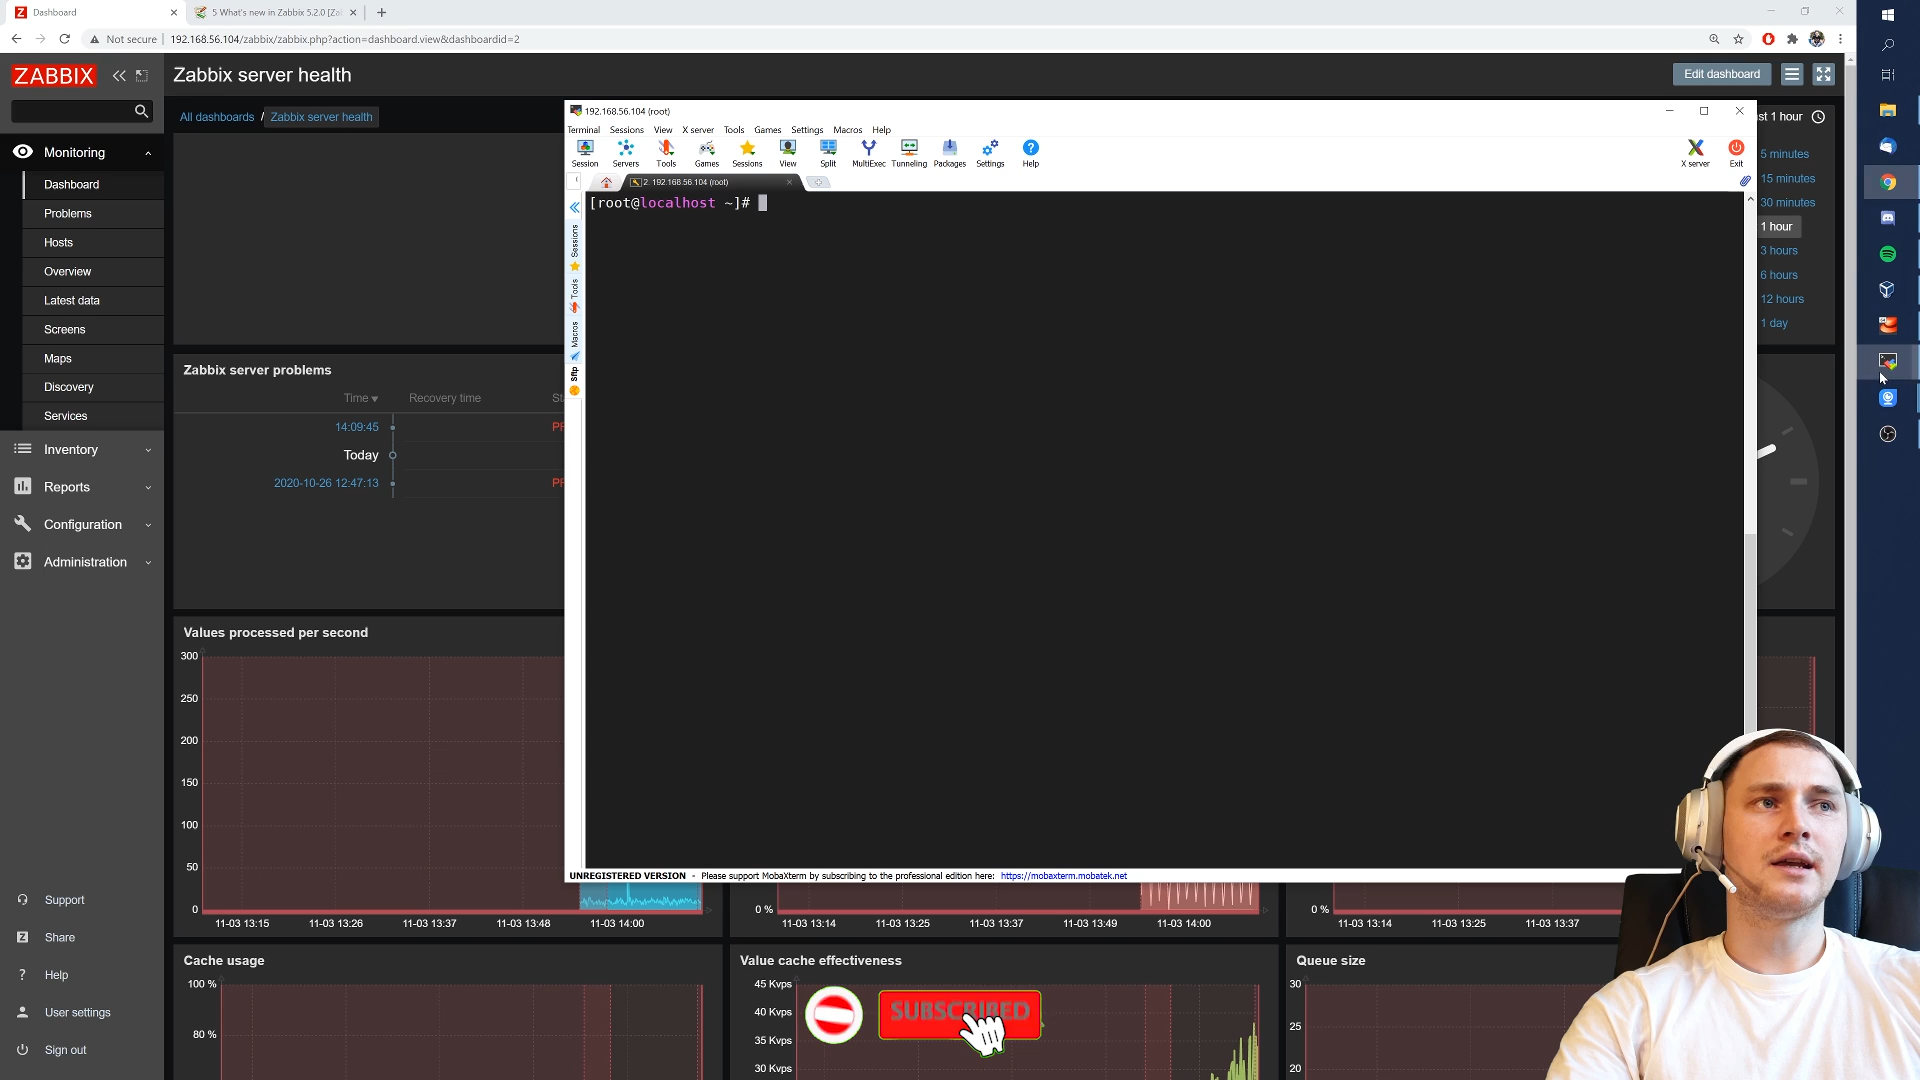 Dashboard
5 What's new in Zabbix 5.2.0 [Za
Not secure
192.168.56.104/zabbix/zabbix.php?action=dashboard.view&dashboardid=2
ZABBIX
Zabbix server health
Edit dashboard
All dashboards / Zabbix server health
st 1 hour
Monitoring
Dashboard
Problems
Hosts
Overview
Latest data
Screens
Maps
Discovery
Services
Inventory
Reports
Configuration
Administration
Support
Share
Help
User settings
Sign out
192.168.56.104 (root)
Terminal Sessions View X server Tools Games Settings Macros Help
Session Servers Tools Games Sessions View Split MultiExec Tunneling Packages Settings Help
X server Exit
2. 192.168.56.104 (root)
[root@localhost ~]#
Sessions
Tools
Macros
Sftp
5 minutes
15 minutes
30 minutes
1 hour
3 hours
6 hours
12 hours
1 day
Zabbix server problems
Time ▼ Recovery time
14:09:45
Today
2020-10-26 12:47:13
Values processed per second
300
250
200
150
100
50
0
11-03 13:15 11-03 13:26 11-03 13:37 11-03 13:48 11-03 14:00
UNREGISTERED VERSION - Please support MobaXterm by subscribing to the professional edition here: https://mobaxterm.mobatek.net
0 %
11-03 13:14 11-03 13:25 11-03 13:37 11-03 13:49 11-03 14:00
0 %
11-03 13:14 11-03 13:25 11-03 13:37
Cache usage
100 %
80 %
Value cache effectiveness
45 Kvps
40 Kvps
35 Kvps
30 Kvps
SUBSCRIBED
Queue size
30
25
20